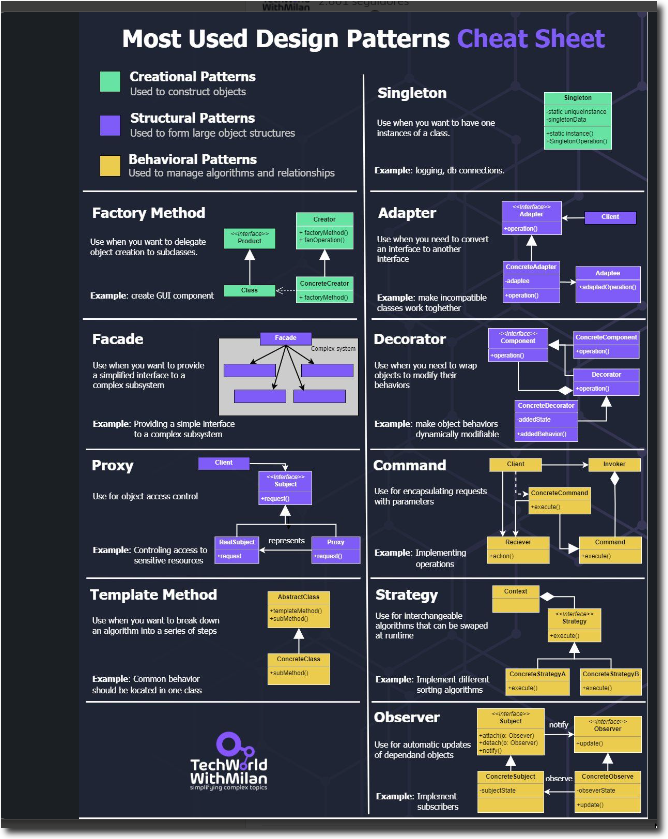 WithMilan
2.601 seguidores
Most Used Design Patterns Cheat Sheet
Creational Patterns
Used to construct objects
Structural Patterns
Used to form large object structures
Behavioral Patterns
Used to manage algorithms and relationships
Singleton
Use when you want to have one
instances of a class.
Example: logging, db connections.
Singleton
-static uniqueInstance
-singletonData
+static instance()
-SingletonOperation()
Factory Method
Use when you want to delegate
object creation to subclasses.
Example: create GUI component
<<interface>>
Product
Class
Creator
+ factoryMethod()
+ fanOperation()
ConcreteCreator
+ factoryMethod()
Adapter
Use when you need to convert
an interface to another
interface
Example: make incompatible
classes work toghether
<<interface>>
Adapter
+operation()
Client
ConcreteAdapter
-adaptee
+operation()
Adaptee
+adaptedOperation()
Facade
Use when you want to provide
a simplified interface to a
complex subsystem
Example: Providing a simple interface
to a complex subsystem
Facade
Complex system
Decorator
Use when you need to wrap
objects to modify their
behaviors
Example: make object behaviors
dynamically modifiable
<<interface>>
Component
+operation()
ConcreteComponent
+operation()
Decorator
+operation()
ConcreteDecorator
-addedState
+addedBehavior()
Proxy
Use for object access control
Example: Controling access to
sensitive resources
Client
<<interface>>
Subject
+request()
RealSubject
+request
represents
Proxy
+request()
Command
Use for encapsulating requests
with parameters
Example: Implementing
operations
Client
Invoker
ConcreteCommand
+execute()
Reciever
+action()
Command
+execute()
Template Method
Use when you want to break down
an algorithm into a series of steps
Example: Common behavior
should be located in one class
AbstractClass
+templateMethod()
+subMethod()
ConcreteClass
+subMethod()
Strategy
Use for interchangeable
algorithms that can be swaped
at runtime
Example: Implement different
sorting algorithms
Context
<<interface>>
Strategy
+execute()
ConcreteStrategyA
+execute()
ConcreteStrategyB
+execute()
TechWorld
WithMilan
simplifying complex topics
Observer
Use for automatic updates
of dependand objects
Example: Implement
subscribers
<<interface>>
Subject
+attach(o: Obsever)
+detach(o: Observer)
+notify()
notify
<<interface>>
Observer
+update()
ConcreteSubject
-subjectState
observe
ConcreteObserve
-obseverState
+update()